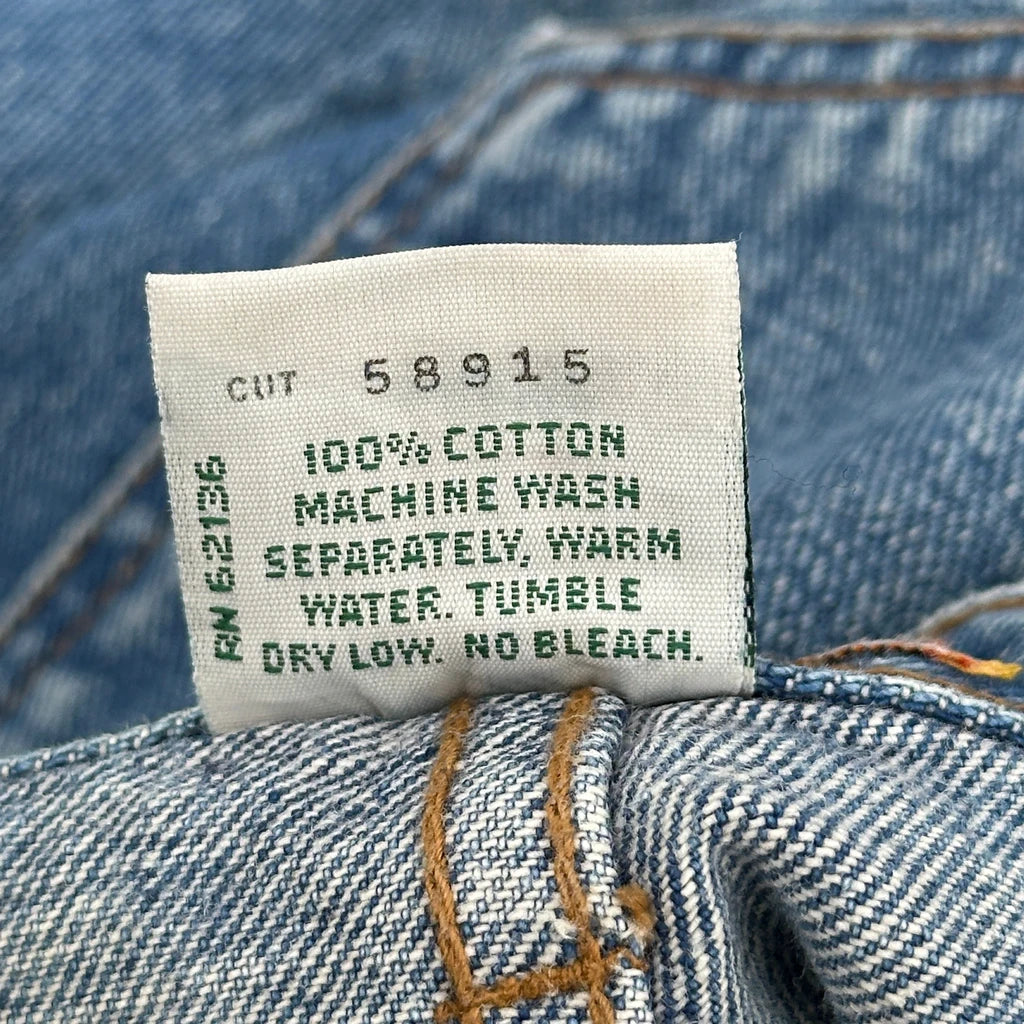 CUT 58915
100% COTTON
MACHINE WASH
SEPARATELY, WARM
WATER. TUMBLE
DRY LOW. NO BLEACH.
RN 62136